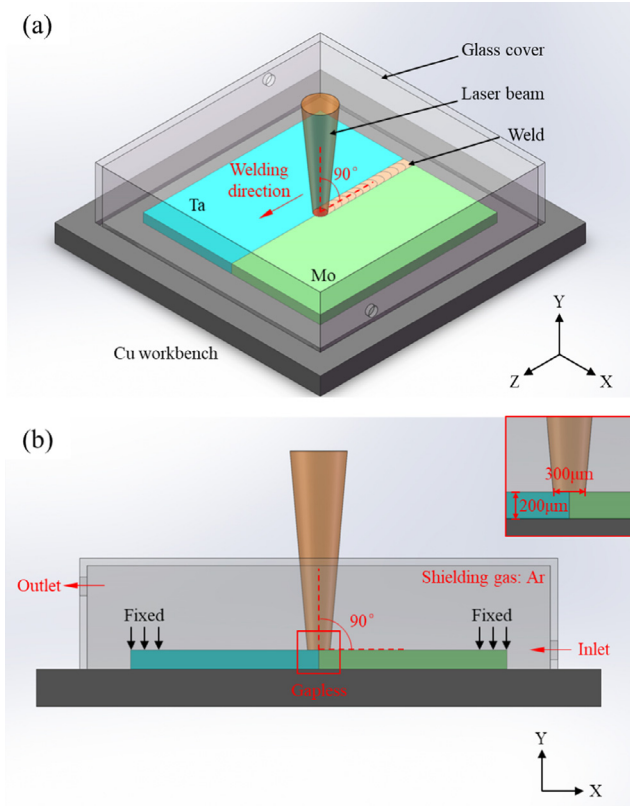 (a)
Glass cover
Laser beam
Weld
Welding
direction
90°
Ta
Mo
Cu workbench
Y
Z
X
(b)
300μm
200μm
Outlet
Shielding gas: Ar
Fixed
Fixed
90°
Inlet
Gapless
Y
X